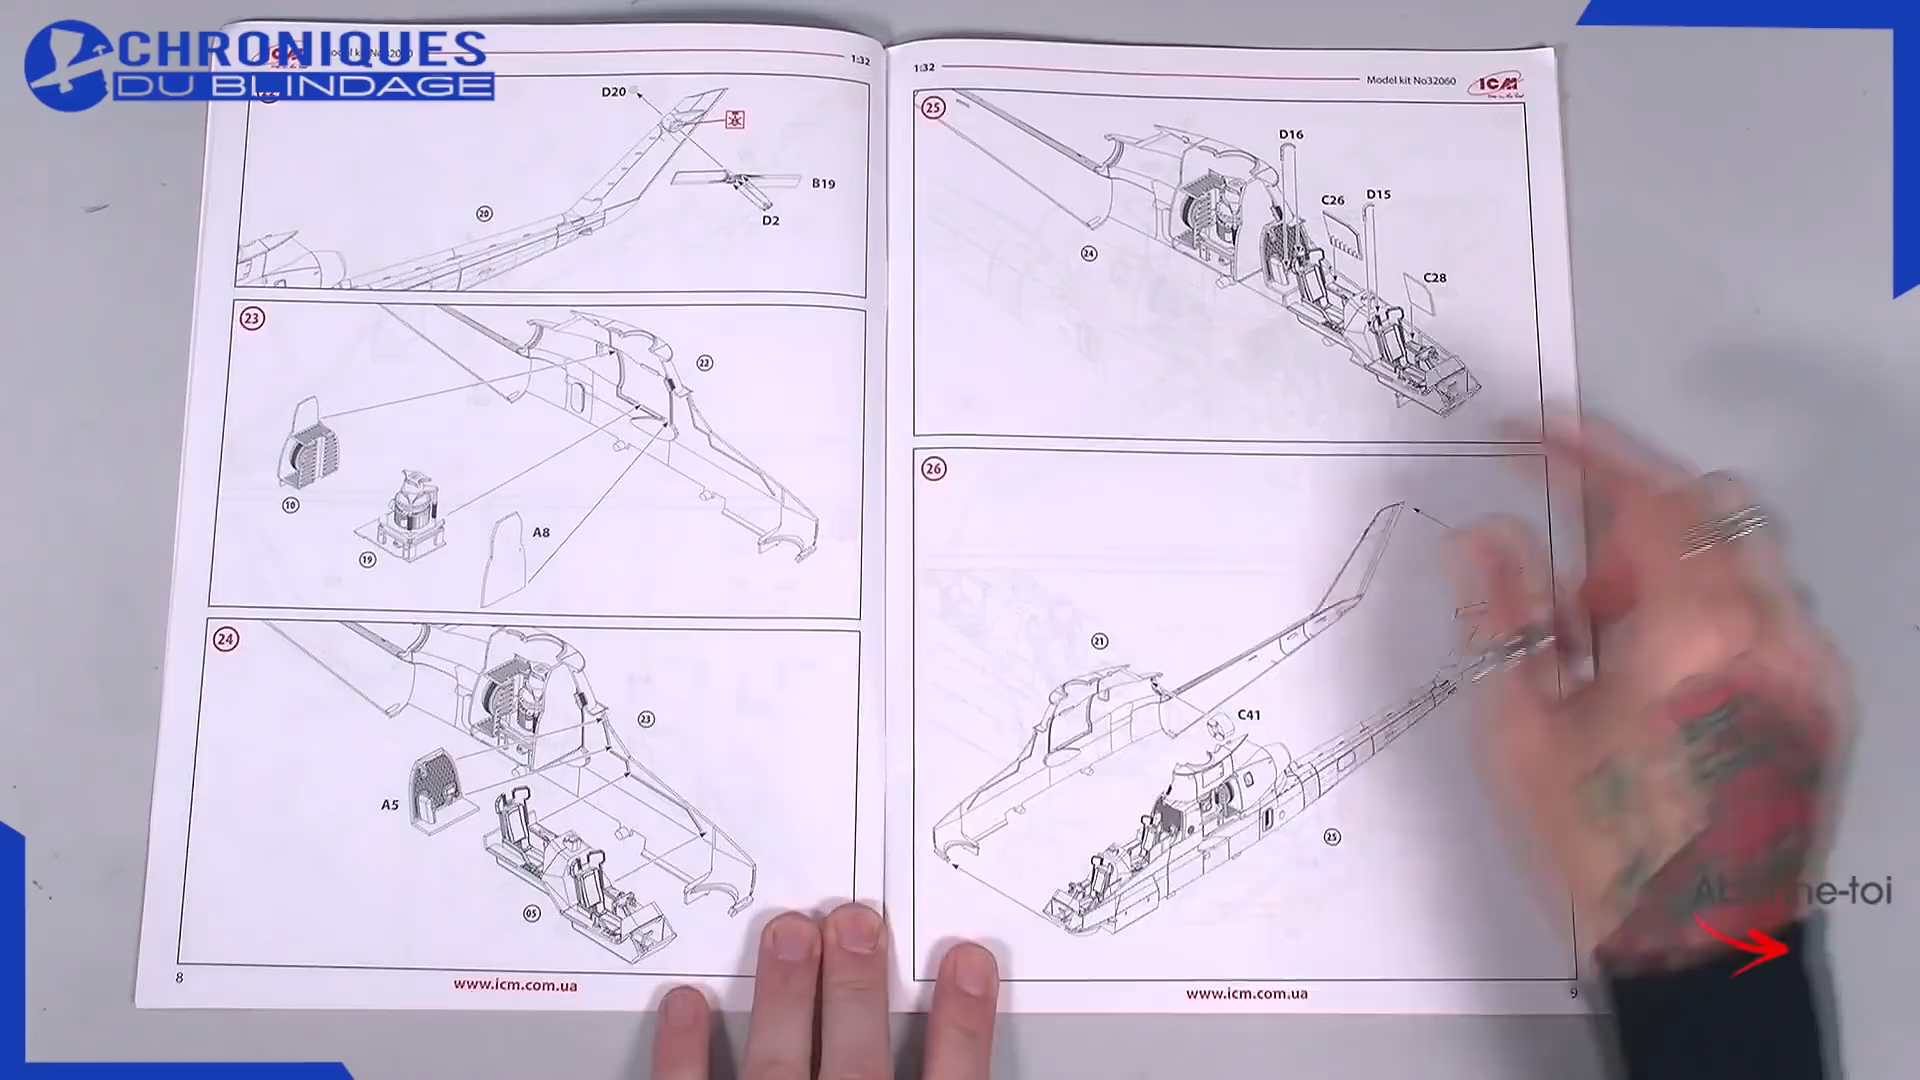 CHRONIQUES
DU BLINDAGE
1:32
D20
B19
D2
20
23
22
10
19
A8
24
23
A5
05
8
www.icm.com.ua
1:32
Model kit No32060
ICM
25
D16
D15
C26
C28
24
26
21
C41
25
www.icm.com.ua
9